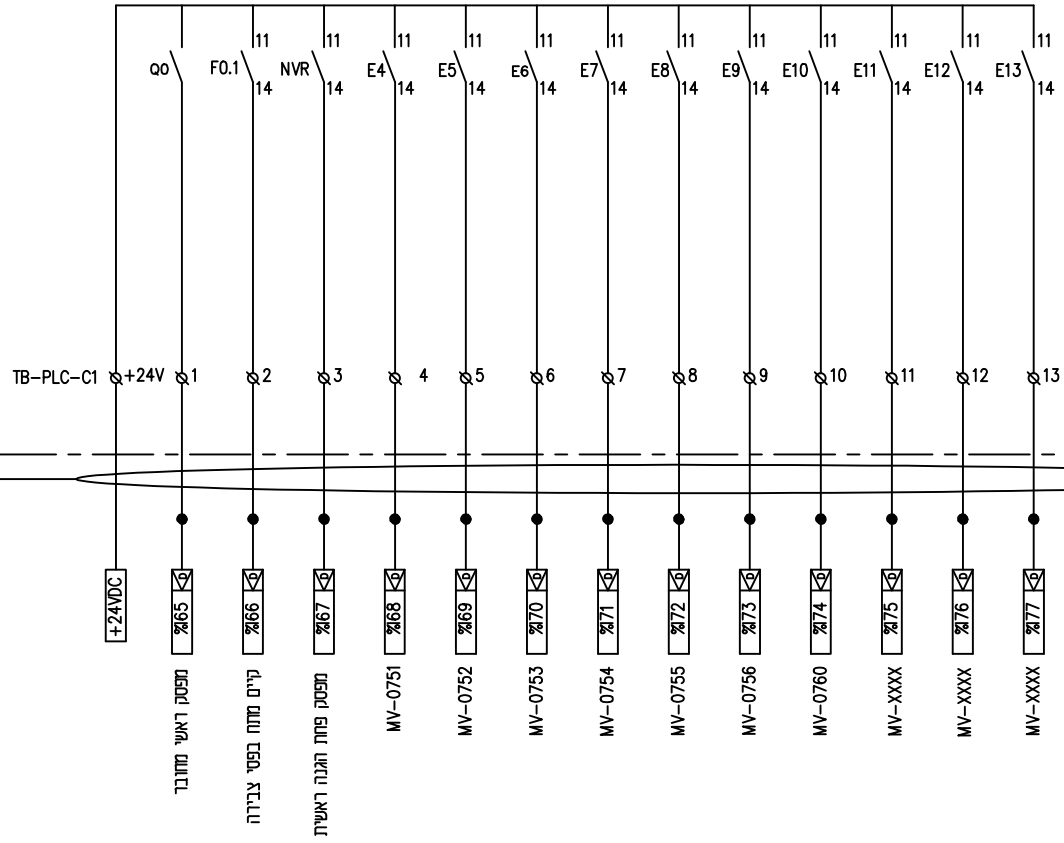 11 11 11 11 11 11 11 11 11 11 11 11
Q0 F0.1 NVR E4 E5 E6 E7 E8 E9 E10 E11 E12 E13
14 14 14 14 14 14 14 14 14 14 14 14
TB-PLC-C1 +24V 1 2 3 4 5 6 7 8 9 10 11 12 13
D D D D D D D D D D D D D
+24VDC
%I65
%I66
%I67
%I68
%I69
%I70
%I71
%I72
%I73
%I74
%I75
%I76
%I77
מפסק ראשי מחובר
קיום מתח בפסי צבירה
מפסק פחת הגנה ראשית
MV-0751
MV-0752
MV-0753
MV-0754
MV-0755
MV-0756
MV-0760
MV-XXXX
MV-XXXX
MV-XXXX